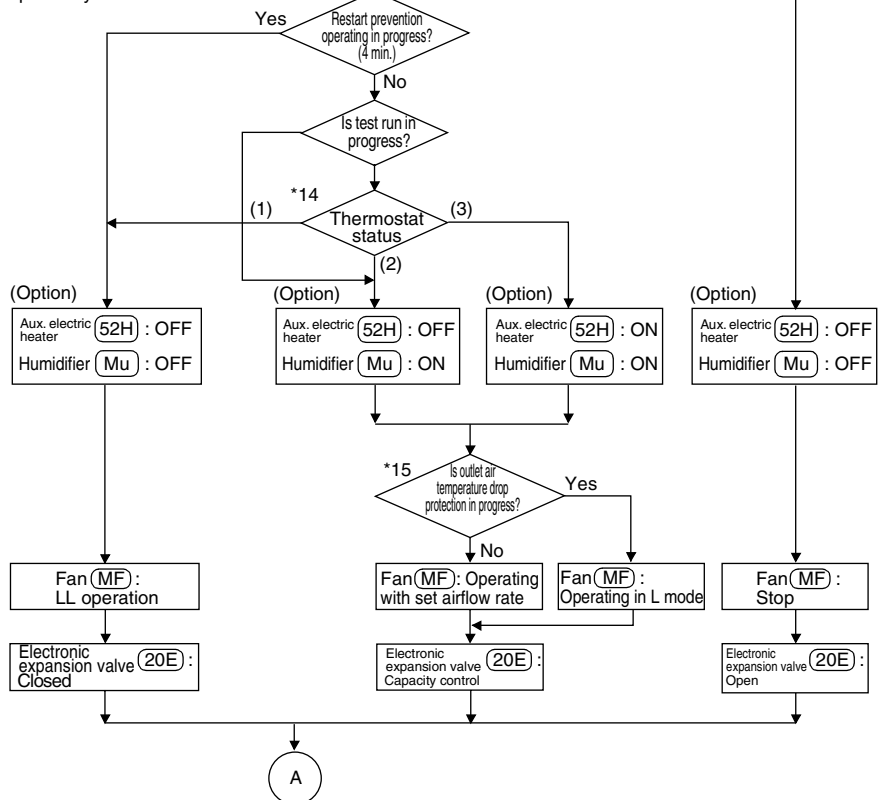 Yes
Restart prevention
operating in progress?
(4 min.)
No
Is test run in
progress?
*14
(1)
Thermostat
status
(3)
(2)
(Option)
Aux. electric
heater
52H : OFF
Humidifier Mu : OFF
(Option)
Aux. electric
heater
52H : OFF
Humidifier Mu : ON
(Option)
Aux. electric
heater
52H : ON
Humidifier Mu : ON
(Option)
Aux. electric
heater
52H : OFF
Humidifier Mu : OFF
*15
Is outlet air
temperature drop
protection in progress?
Yes
No
Fan MF :
LL operation
Fan MF : Operating
with set airflow rate
Fan MF :
Operating in L mode
Fan MF :
Stop
Electronic
expansion valve 20E :
Closed
Electronic
expansion valve 20E :
Capacity control
Electronic
expansion valve 20E :
Open
A